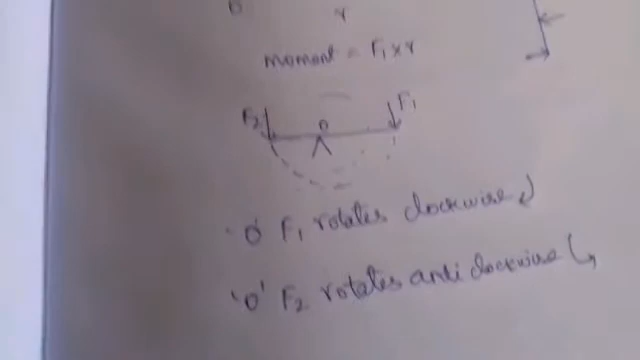 O
r
moment = F₁ × r
F₂ O F₁
'O' F₁ rotates clockwise
'O' F₂ rotates anti clockwise